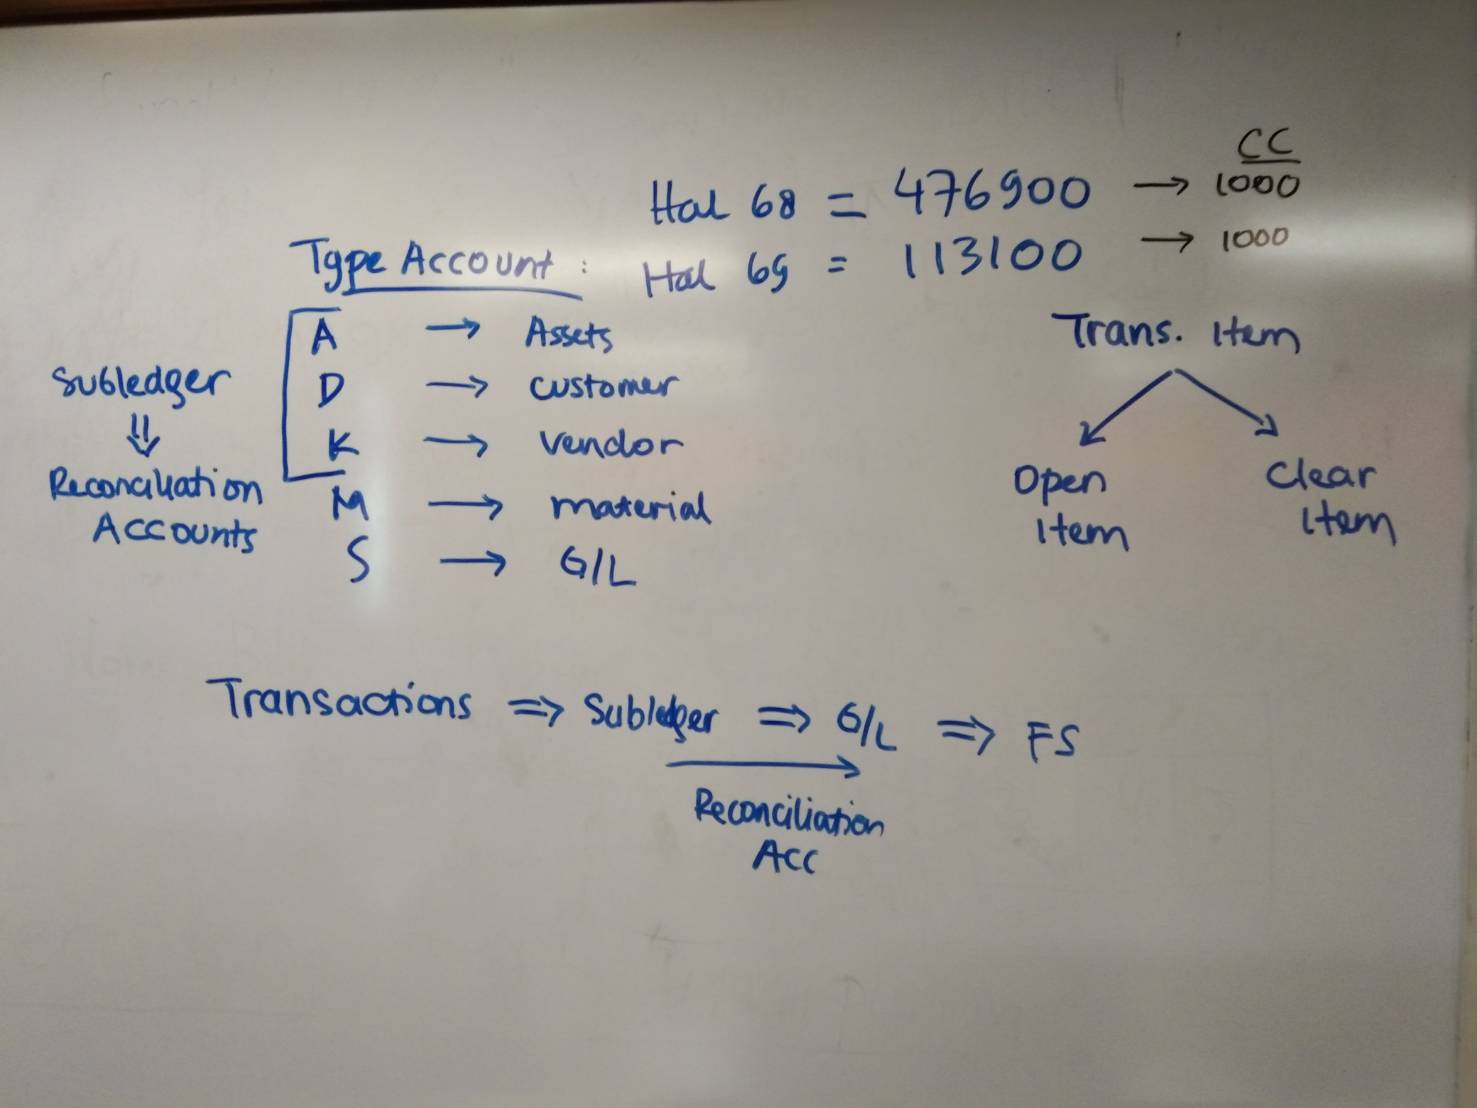 CC
Hal 68 = 476900 → 1000
Hal 69 = 113100 → 1000
Type Account :
A → Assets
D → customer
K → vendor
M → material
S → G/L
Subledger
⇓
Reconciliation
Accounts
Trans. Item
Open
Item
Clear
Item
Transactions ⇒ Subledger ⇒ G/L ⇒ FS
Reconciliation
Acc